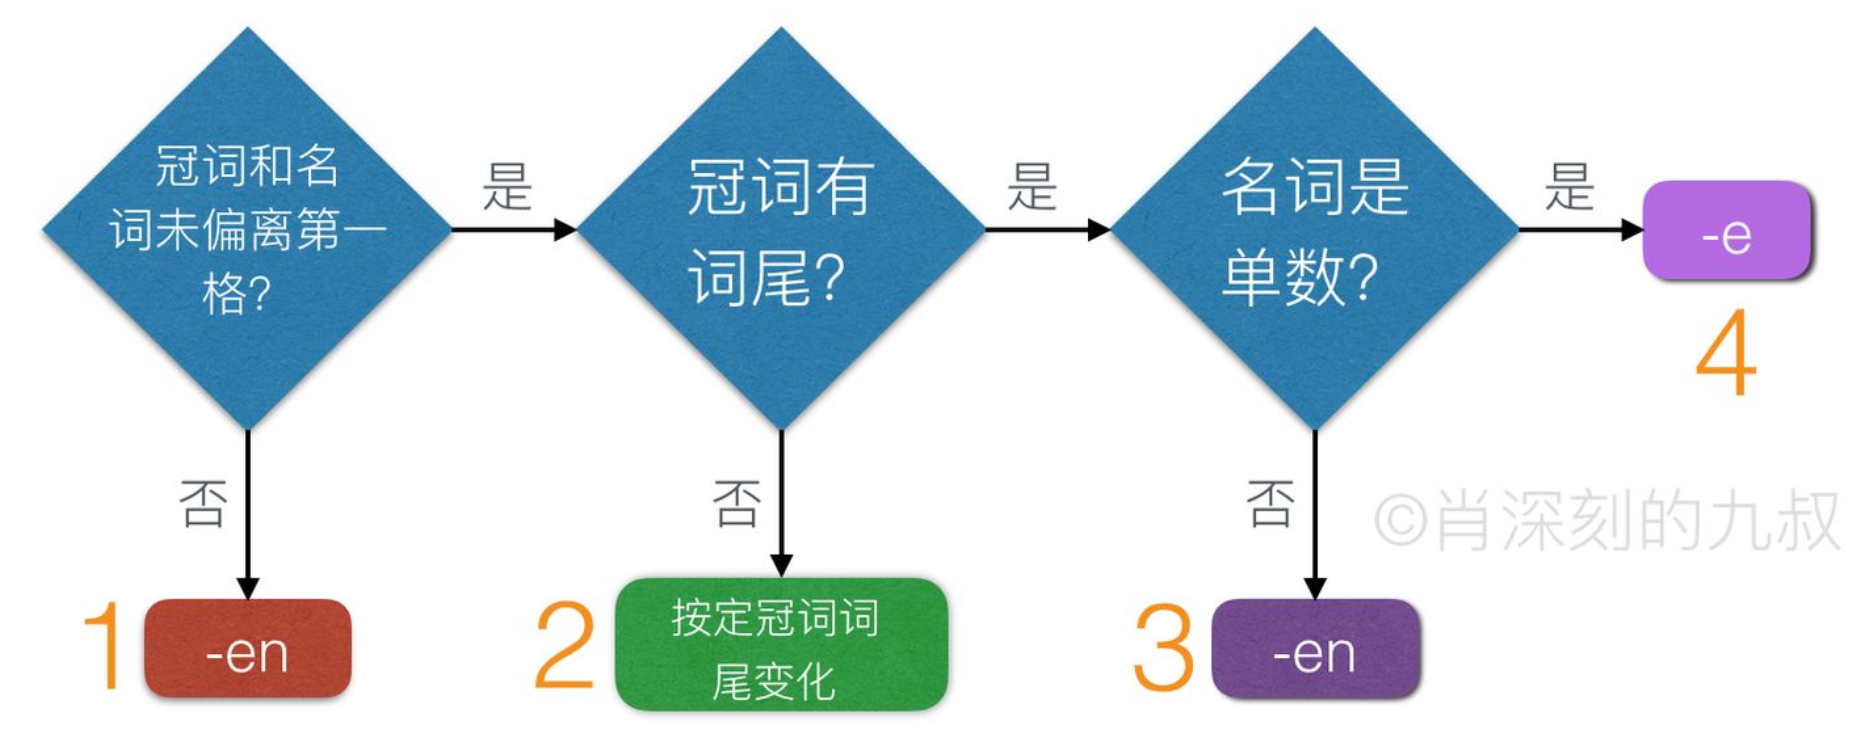 冠词和名
词未偏离第一
格?
是
冠词有
词尾?
是
名词是
单数?
是
-e
4
否
否
否
©肖深刻的九叔
1
-en
2
按定冠词词
尾变化
3
-en